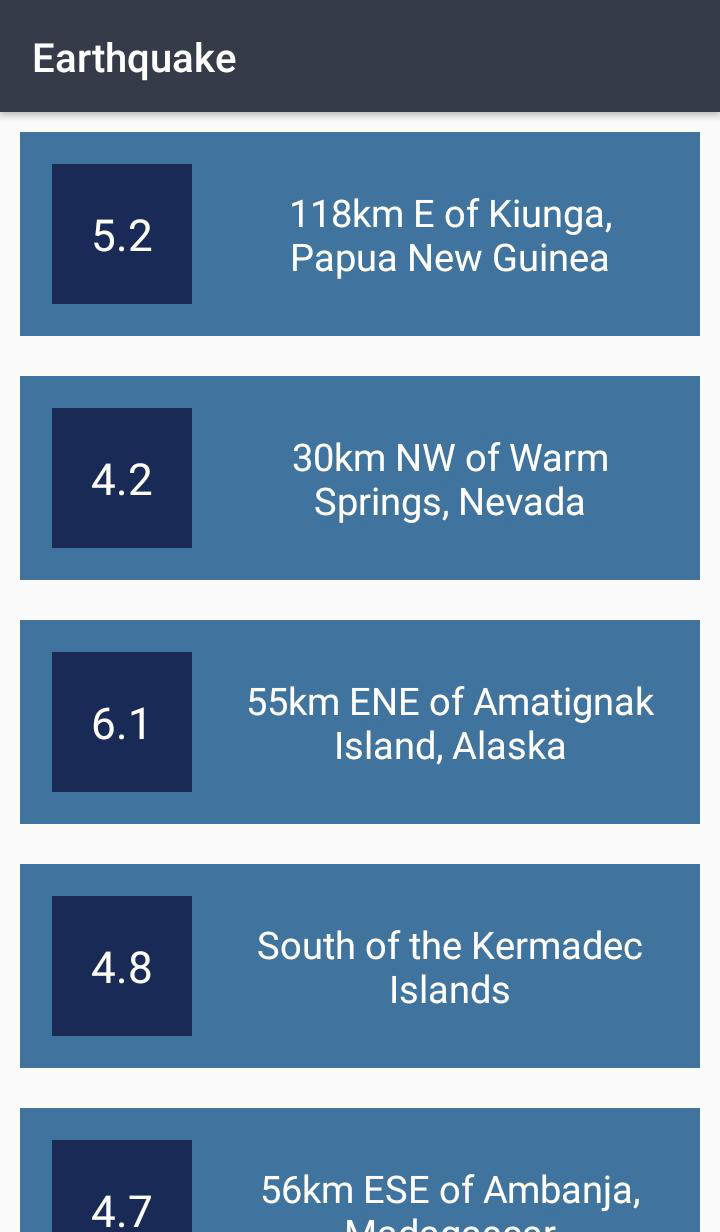 Earthquake
5.2
118km E of Kiunga,
Papua New Guinea
4.2
30km NW of Warm
Springs, Nevada
6.1
55km ENE of Amatignak
Island, Alaska
4.8
South of the Kermadec
Islands
4.7
56km ESE of Ambanja,
Madagascar